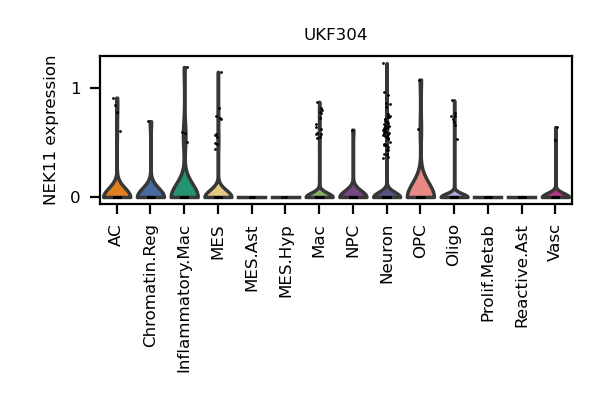 UKF304
NEK11 expression
1
0
AC
Chromatin.Reg
Inflammatory.Mac
MES
MES.Ast
MES.Hyp
Mac
NPC
Neuron
OPC
Oligo
Prolif.Metab
Reactive.Ast
Vasc